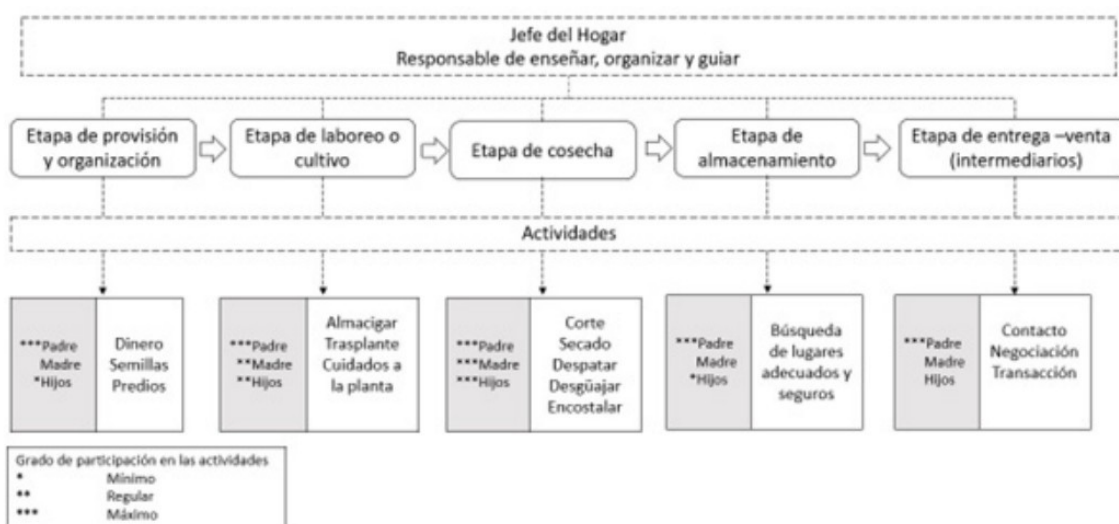 Jefe del Hogar
Responsable de enseñar, organizar y guiar
Etapa de provisión
y organización
Etapa de laboreo o
cultivo
Etapa de cosecha
Etapa de
almacenamiento
Etapa de entrega –venta
(intermediarios)
Actividades
***Padre
Madre
*Hijos
Dinero
Semillas
Predios
***Padre
**Madre
**Hijos
Almacigar
Trasplante
Cuidados a
la planta
***Padre
***Madre
***Hijos
Corte
Secado
Despatar
Desgüajar
Encostalar
***Padre
Madre
*Hijos
Búsqueda
de lugares
adecuados y
seguros
***Padre
Madre
Hijos
Contacto
Negociación
Transacción
Grado de participación en las actividades
* Mínimo
** Regular
*** Máximo